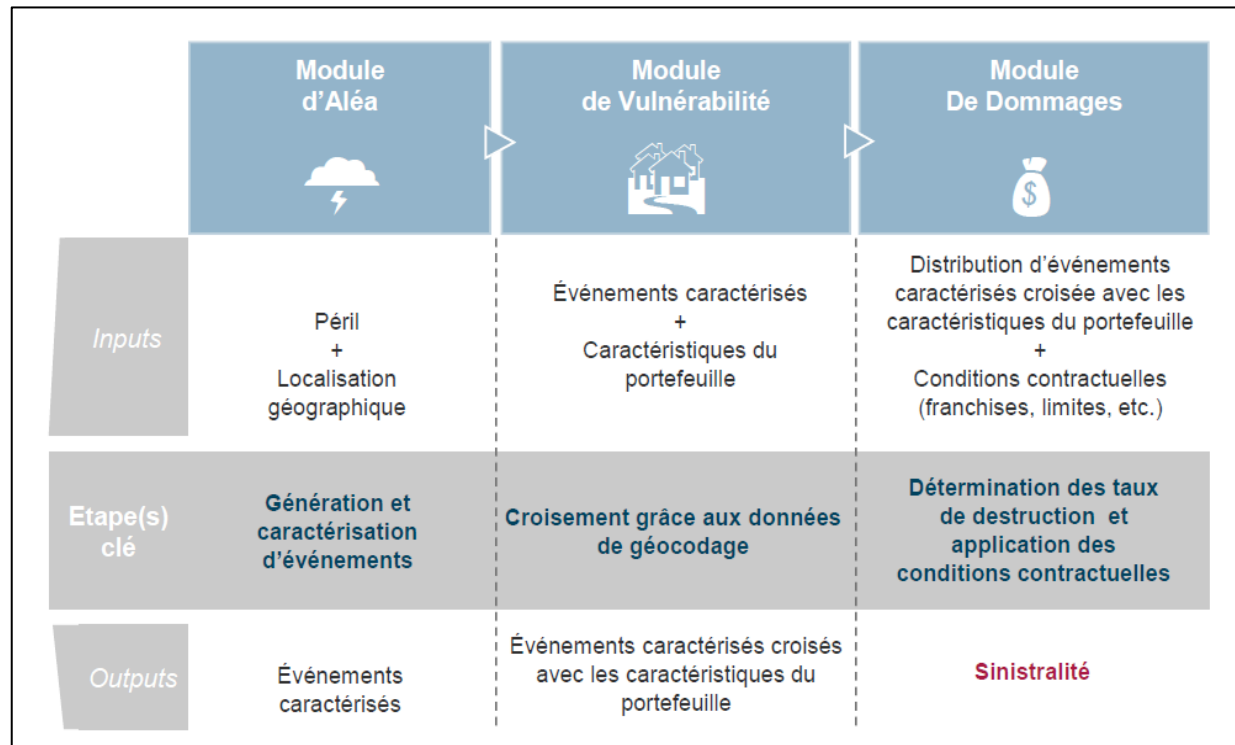 Module
d'Aléa
Module
de Vulnérabilité
Module
De Dommages
$
Inputs
Péril
+
Localisation
géographique
Événements caractérisés
+
Caractéristiques du
portefeuille
Distribution d'événements
caractérisés croisée avec les
caractéristiques du portefeuille
+
Conditions contractuelles
(franchises, limites, etc.)
Etape(s)
clé
Génération et
caractérisation
d'événements
Croisement grâce aux données
de géocodage
Détermination des taux
de destruction et
application des
conditions contractuelles
Outputs
Événements
caractérisés
Événements caractérisés croisés
avec les caractéristiques du
portefeuille
Sinistralité